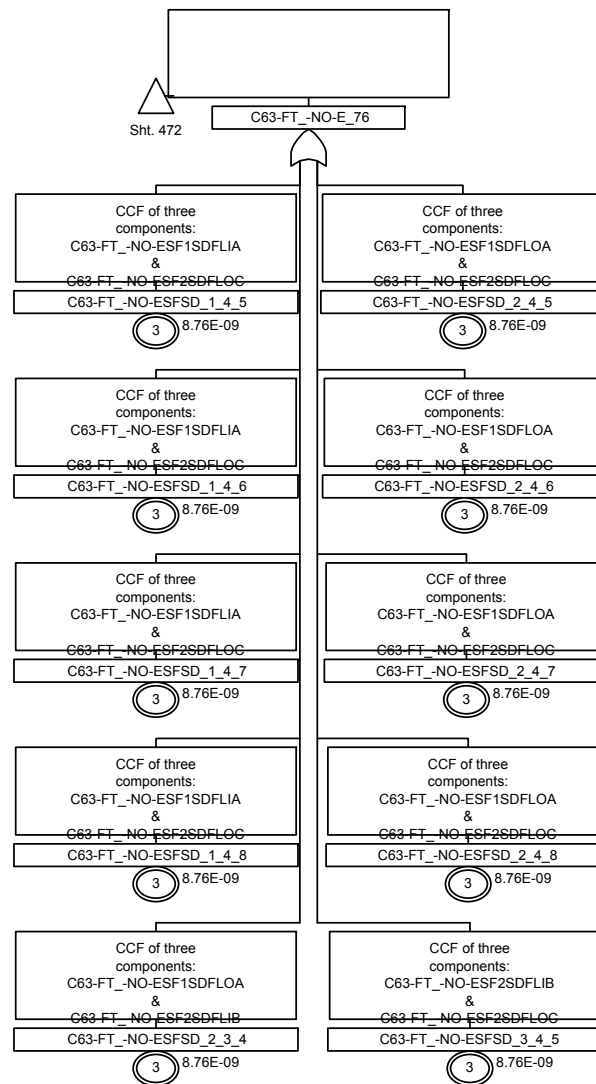 C63-FT_-NO-E_76
Sht. 472
CCF of three
components:
C63-FT_-NO-ESF1SDFLIA
&
C63-FT_-NO-ESF2SDFLOC
C63-FT_-NO-ESFSD_1_4_5
3
8.76E-09
CCF of three
components:
C63-FT_-NO-ESF1SDFLOA
&
C63-FT_-NO-ESF2SDFLOC
C63-FT_-NO-ESFSD_2_4_5
3
8.76E-09
CCF of three
components:
C63-FT_-NO-ESF1SDFLIA
&
C63-FT_-NO-ESF2SDFLOC
C63-FT_-NO-ESFSD_1_4_6
3
8.76E-09
CCF of three
components:
C63-FT_-NO-ESF1SDFLOA
&
C63-FT_-NO-ESF2SDFLOC
C63-FT_-NO-ESFSD_2_4_6
3
8.76E-09
CCF of three
components:
C63-FT_-NO-ESF1SDFLIA
&
C63-FT_-NO-ESF2SDFLOC
C63-FT_-NO-ESFSD_1_4_7
3
8.76E-09
CCF of three
components:
C63-FT_-NO-ESF1SDFLOA
&
C63-FT_-NO-ESF2SDFLOC
C63-FT_-NO-ESFSD_2_4_7
3
8.76E-09
CCF of three
components:
C63-FT_-NO-ESF1SDFLIA
&
C63-FT_-NO-ESF2SDFLOC
C63-FT_-NO-ESFSD_1_4_8
3
8.76E-09
CCF of three
components:
C63-FT_-NO-ESF1SDFLOA
&
C63-FT_-NO-ESF2SDFLOC
C63-FT_-NO-ESFSD_2_4_8
3
8.76E-09
CCF of three
components:
C63-FT_-NO-ESF1SDFLOA
&
C63-FT_-NO-ESF2SDFLIB
C63-FT_-NO-ESFSD_2_3_4
3
8.76E-09
CCF of three
components:
C63-FT_-NO-ESF2SDFLIB
&
C63-FT_-NO-ESF2SDFLOC
C63-FT_-NO-ESFSD_3_4_5
3
8.76E-09